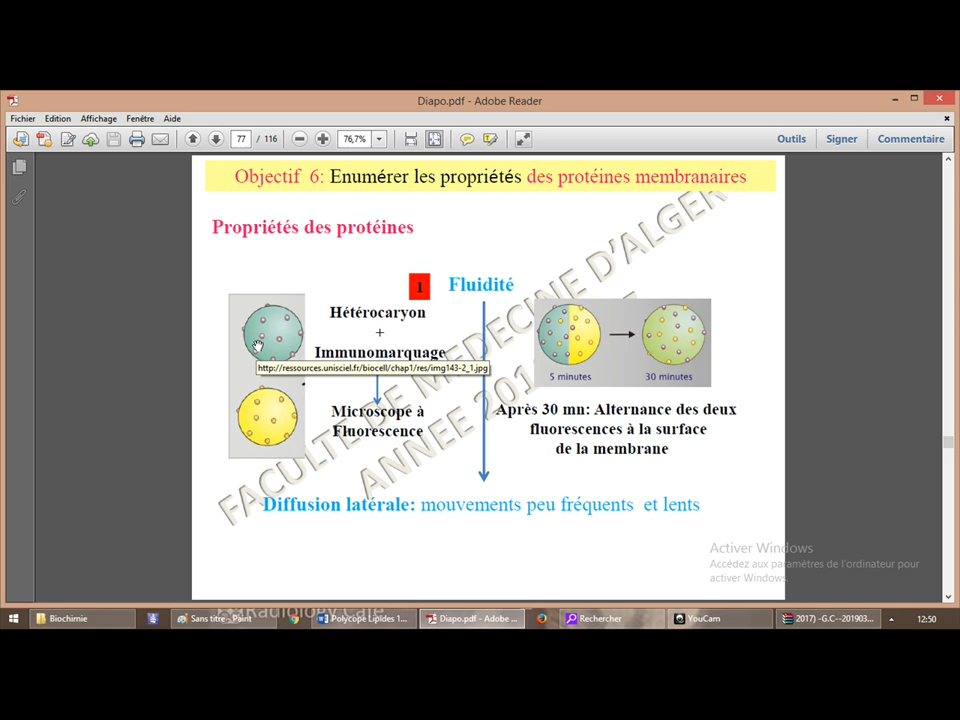 Diapo.pdf - Adobe Reader
Fichier Edition Affichage Fenêtre Aide
77 / 116 76,7% Outils Signer Commentaire
Objectif 6: Enumérer les propriétés des protéines membranaires
Propriétés des protéines
1 Fluidité
Hétérocaryon
+
Immunomarquage
http://ressources.unisciel.fr/biocell/chap1/res/img143-2_1.jpg
5 minutes 30 minutes
Microscope à
Fluorescence
Après 30 mn: Alternance des deux
fluorescences à la surface
de la membrane
Diffusion latérale: mouvements peu fréquents et lents
FACULTE DE MEDECINE D'ALGER
ANNEE 201
Activer Windows
Accédez aux paramètres de l'ordinateur pour
activer Windows.
Radiology Cafe
Biochimie Sans titre - Paint Polycope Lipides 1... Diapo.pdf - Adobe ... Rechercher YouCam 2017) -G.C--201903... 12:50